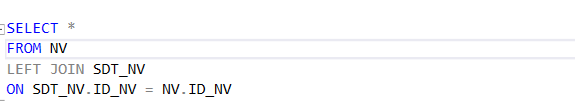 SELECT *
FROM NV
LEFT JOIN SDT_NV
ON SDT_NV.ID_NV = NV.ID_NV